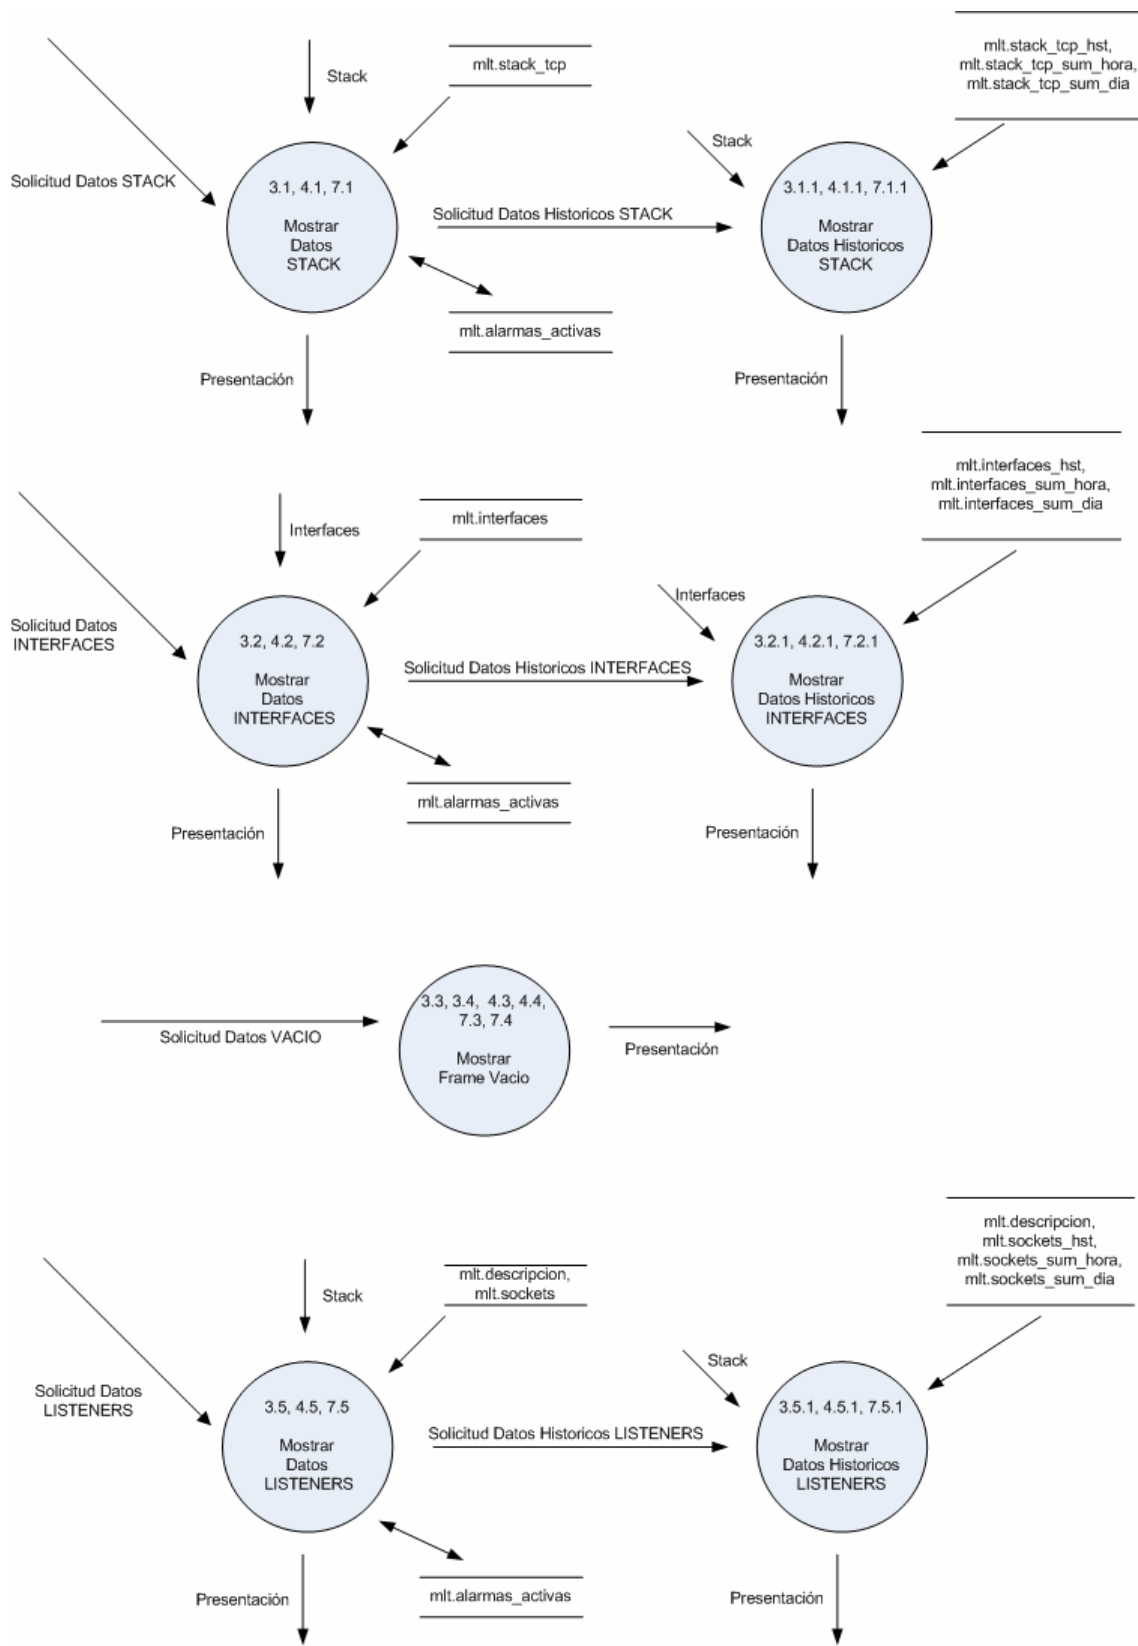 mlt.stack_tcp_hst,
mlt.stack_tcp_sum_hora,
mlt.stack_tcp_sum_dia
mlt.stack_tcp
Stack
Stack
Solicitud Datos STACK
3.1, 4.1, 7.1
Mostrar
Datos
STACK
Solicitud Datos Historicos STACK
3.1.1, 4.1.1, 7.1.1
Mostrar
Datos Historicos
STACK
mlt.alarmas_activas
Presentación
Presentación
mlt.interfaces_hst,
mlt.interfaces_sum_hora,
mlt.interfaces_sum_dia
mlt.interfaces
Interfaces
Interfaces
Solicitud Datos
INTERFACES
3.2, 4.2, 7.2
Mostrar
Datos
INTERFACES
Solicitud Datos Historicos INTERFACES
3.2.1, 4.2.1, 7.2.1
Mostrar
Datos Historicos
INTERFACES
mlt.alarmas_activas
Presentación
Presentación
Solicitud Datos VACIO
3.3, 3.4, 4.3, 4.4,
7.3, 7.4
Mostrar
Frame Vacio
Presentación
mlt.descripcion,
mlt.sockets_hst,
mlt.sockets_sum_hora,
mlt.sockets_sum_dia
mlt.descripcion,
mlt.sockets
Stack
Stack
Solicitud Datos
LISTENERS
3.5, 4.5, 7.5
Mostrar
Datos
LISTENERS
Solicitud Datos Historicos LISTENERS
3.5.1, 4.5.1, 7.5.1
Mostrar
Datos Historicos
LISTENERS
mlt.alarmas_activas
Presentación
Presentación